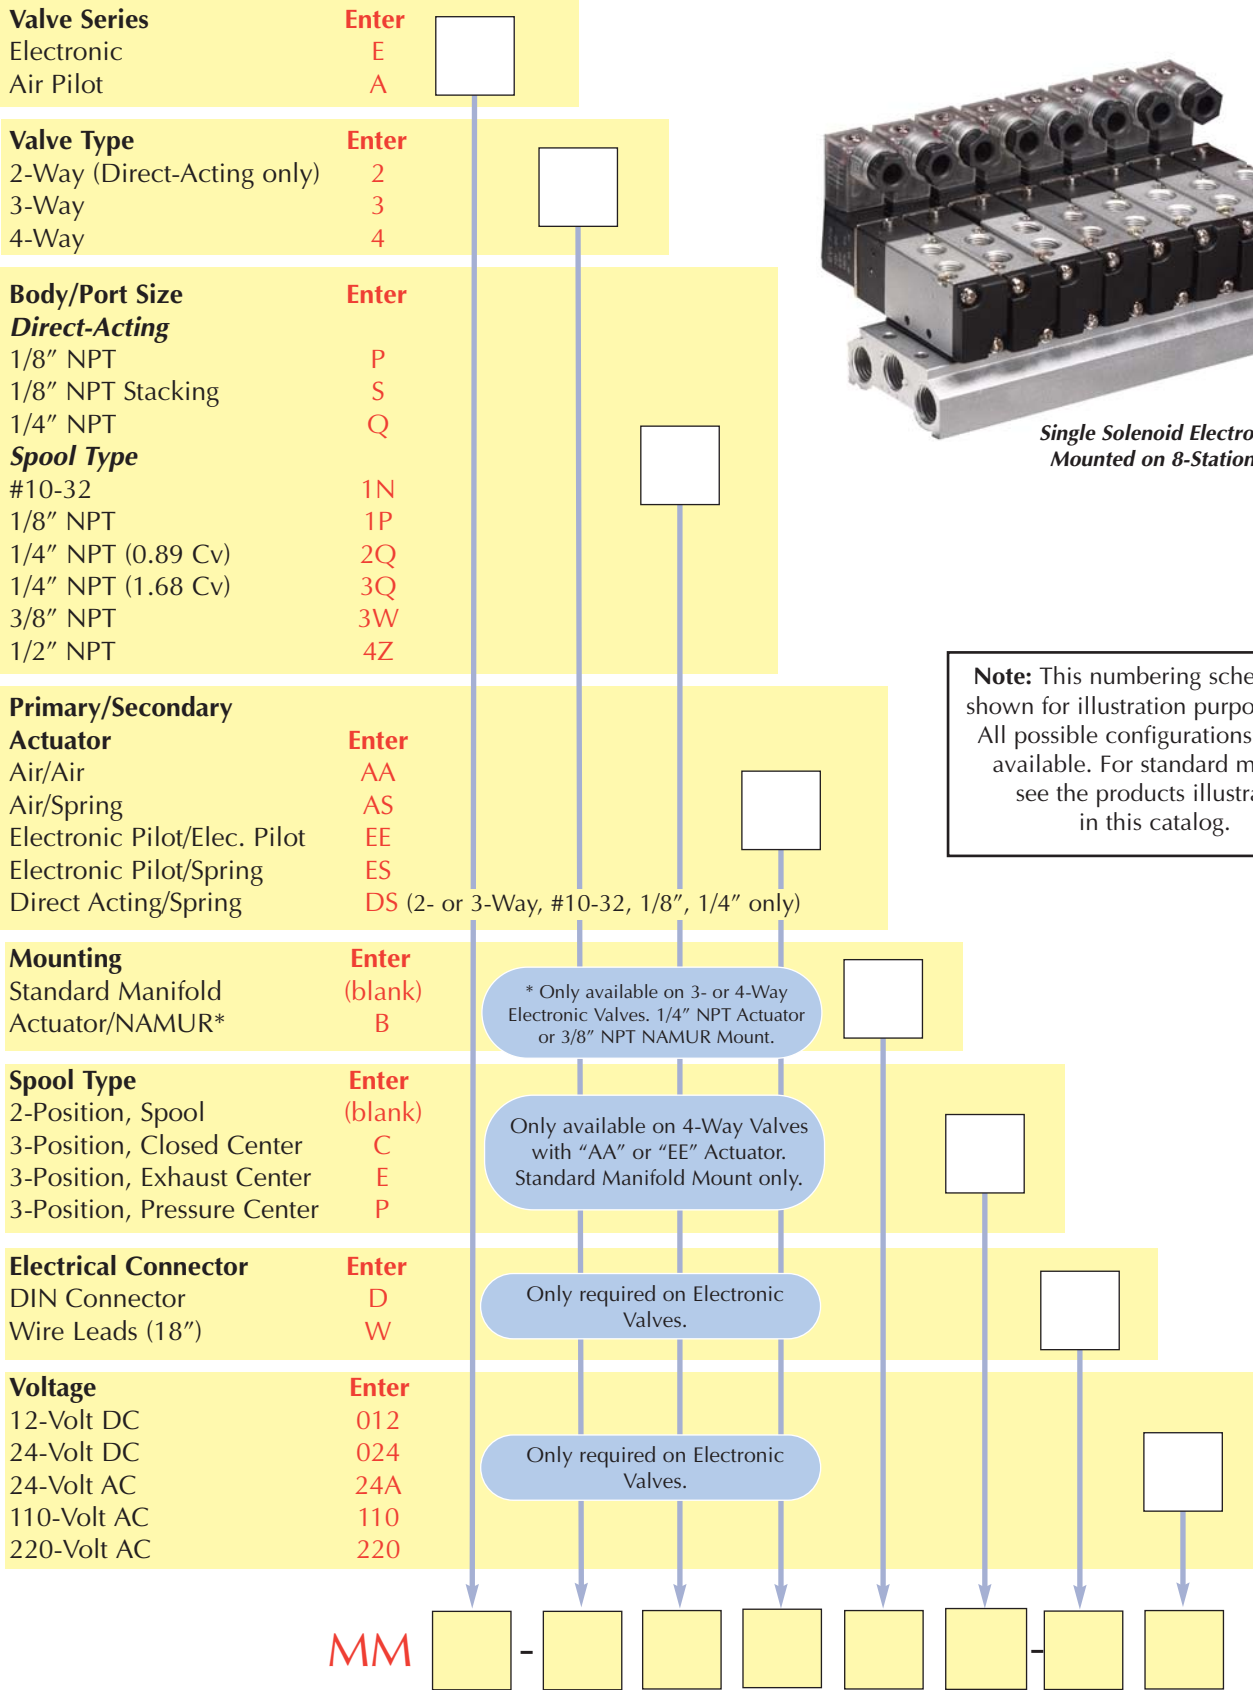 Valve Series Enter
Electronic E
Air Pilot A
Valve Type Enter
2-Way (Direct-Acting only) 2
3-Way 3
4-Way 4
Body/Port Size Enter
Direct-Acting
1/8” NPT P
1/8” NPT Stacking S
1/4” NPT Q
Spool Type
#10-32 1N
1/8” NPT 1P
1/4” NPT (0.89 Cv) 2Q
1/4” NPT (1.68 Cv) 3Q
3/8” NPT 3W
1/2” NPT 4Z
Single Solenoid Electro
Mounted on 8-Station
Note: This numbering sche
shown for illustration purpo
All possible configurations
available. For standard m
see the products illustra
in this catalog.
Primary/Secondary
Actuator Enter
Air/Air AA
Air/Spring AS
Electronic Pilot/Elec. Pilot EE
Electronic Pilot/Spring ES
Direct Acting/Spring DS (2- or 3-Way, #10-32, 1/8”, 1/4” only)
Mounting Enter
Standard Manifold (blank)
Actuator/NAMUR* B
* Only available on 3- or 4-Way
Electronic Valves. 1/4” NPT Actuator
or 3/8” NPT NAMUR Mount.
Spool Type Enter
2-Position, Spool (blank)
3-Position, Closed Center C
3-Position, Exhaust Center E
3-Position, Pressure Center P
Only available on 4-Way Valves
with “AA” or “EE” Actuator.
Standard Manifold Mount only.
Electrical Connector Enter
DIN Connector D
Wire Leads (18”) W
Only required on Electronic
Valves.
Voltage Enter
12-Volt DC 012
24-Volt DC 024
24-Volt AC 24A
110-Volt AC 110
220-Volt AC 220
Only required on Electronic
Valves.
MM - -